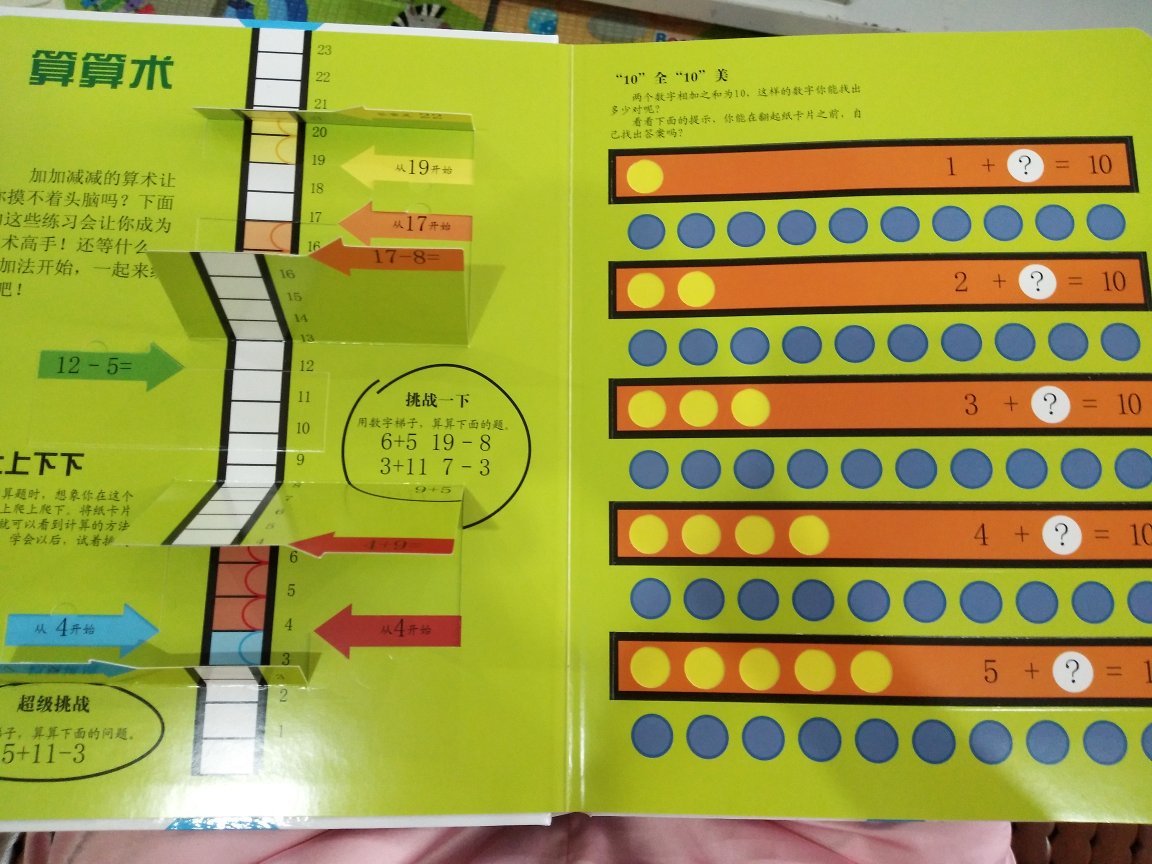 算算术
加加减减的算术让
你摸不着头脑吗？下面
这些练习会让你成为
术高手！还等什么
加法开始，一起来
吧！
23
22
21
20
19
18
17
16
从19开始
从17开始
17-8=
16
15
14
13
12
11
10
9
8
7
6
5
4
12-5=
挑战一下
用数字梯子，算算下面的题。
6+5 19-8
3+11 7-3
9+5
上下下
算题时，想象你在这个
上爬上爬下。将纸卡片
就可以看到计算的方法
学会以后，试着挑
4+9=
6
5
4
3
从4开始
从4开始
3
2
1
超级挑战
梯子，算算下面的问题。
5+11-3
“10”全“10”美
两个数字相加之和为10，这样的数字你能找出
多少对呢？
看看下面的提示，你能在翻起纸卡片之前，自
己找出答案吗？
1 + ? = 10
2 + ? = 10
3 + ? = 10
4 + ? = 10
5 + ? = 1